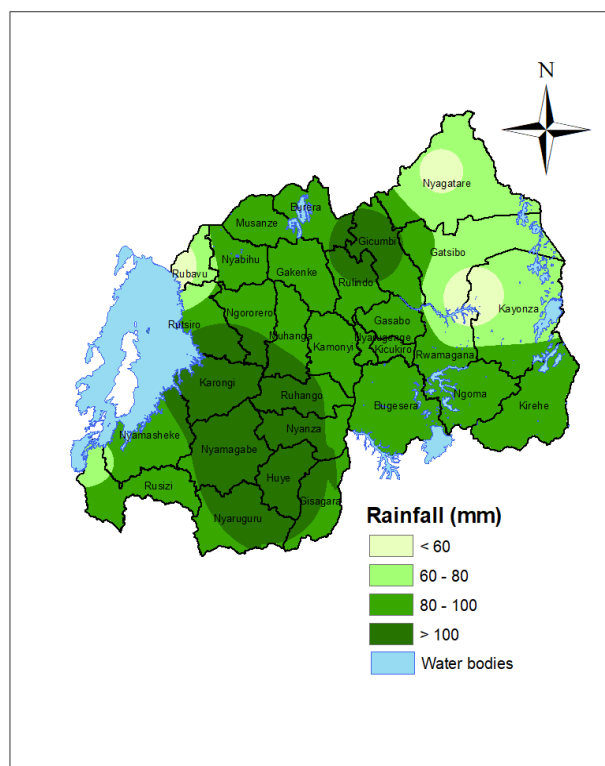 N
Nyagatare
Burera
Musanze
Gicumbi
Gatsibo
Rubavu
Nyabihu
Gakenke
Rulindo
Kayonza
Rutsiro
Ngororero
Gasabo
Muhanga
Kamonyi
Nyarugenge
Kicukiro
Rwamagana
Karongi
Ruhango
Bugesera
Ngoma
Kirehe
Nyamasheke
Nyanza
Nyamagabe
Huye
Rusizi
Gisagara
Nyaruguru
Rainfall (mm)
< 60
60 - 80
80 - 100
> 100
Water bodies